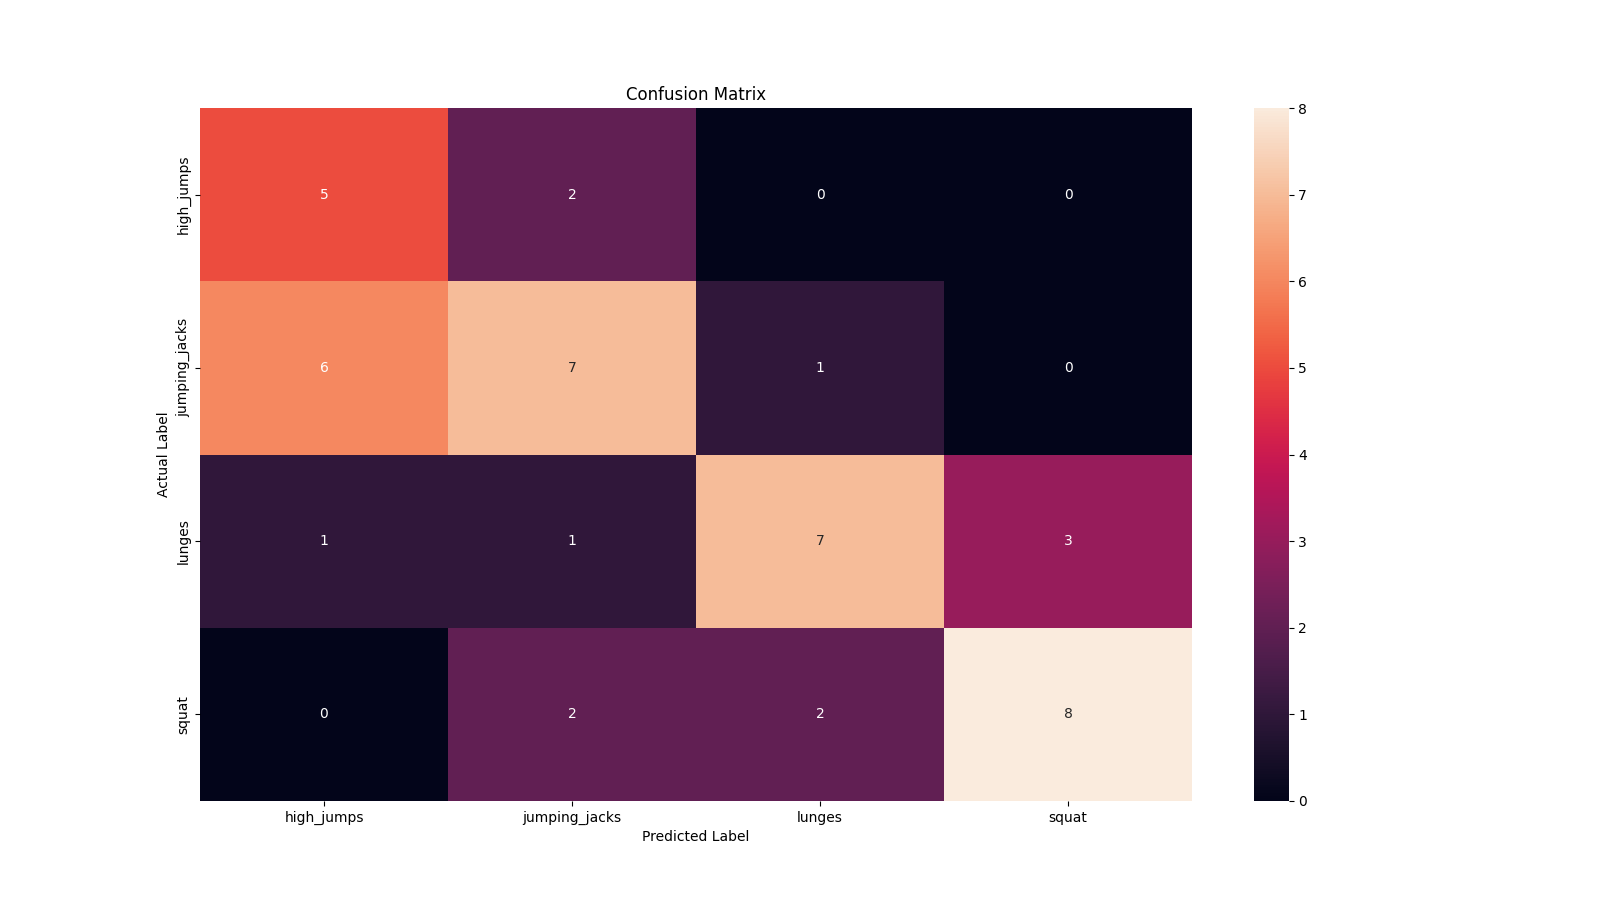 Confusion Matrix
Actual Label
high_jumps 5 2 0 0
jumping_jacks 6 7 1 0
lunges 1 1 7 3
squat 0 2 2 8
high_jumps jumping_jacks lunges squat
Predicted Label
8
7
6
5
4
3
2
1
0